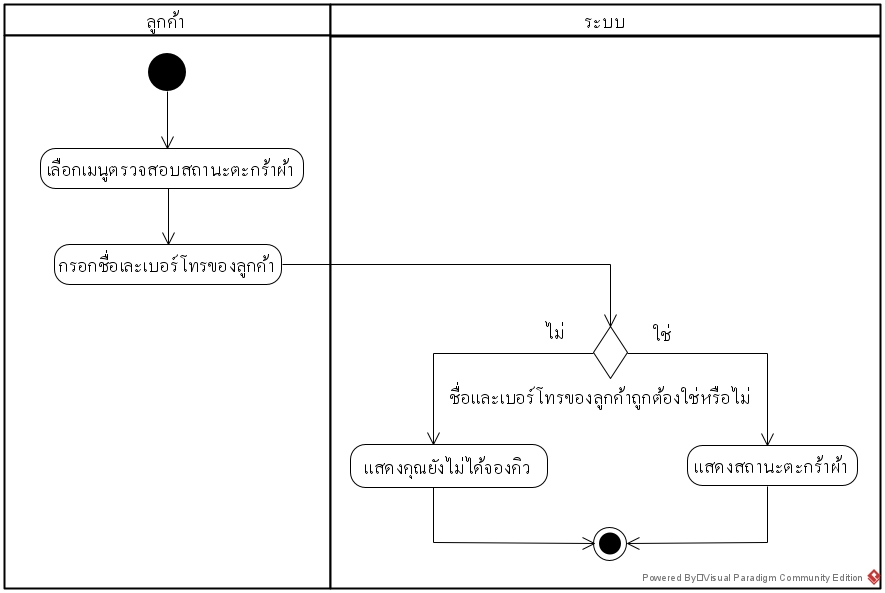 ลูกค้า
ระบบ
เลือกเมนูตรวจสอบสถานะตะกร้าผ้า
กรอกชื่อและเบอร์โทรของลูกค้า
ไม่
ใช่
ชื่อและเบอร์โทรของลูกค้าถูกต้องใช่หรือไม่
แสดงคุณยังไม่ได้จองคิว
แสดงสถานะตะกร้าผ้า
Powered By Visual Paradigm Community Edition